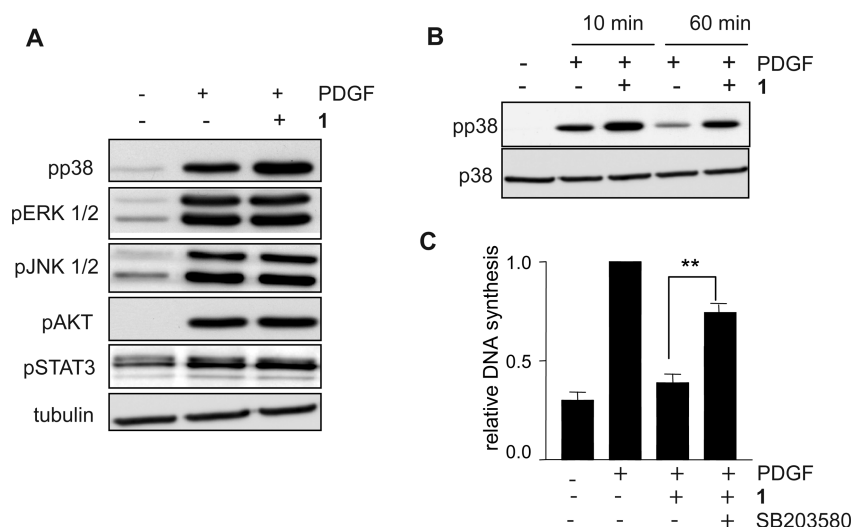 A
- + + PDGF
- - + 1
pp38
pERK 1/2
pJNK 1/2
pAKT
pSTAT3
tubulin
B
10 min 60 min
- + + + + PDGF
- - + - + 1
pp38
p38
C
relative DNA synthesis
1.0
0.5
0.0
**
- + + + PDGF
- - + + 1
- - - + SB203580